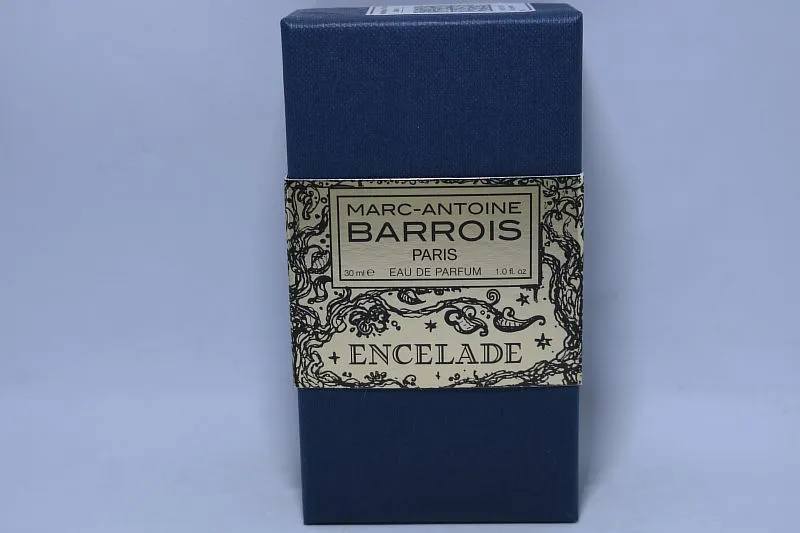 MARC-ANTOINE
BARROIS
PARIS
30 ml ℮ EAU DE PARFUM 1.0 fl. oz
ENCELADE